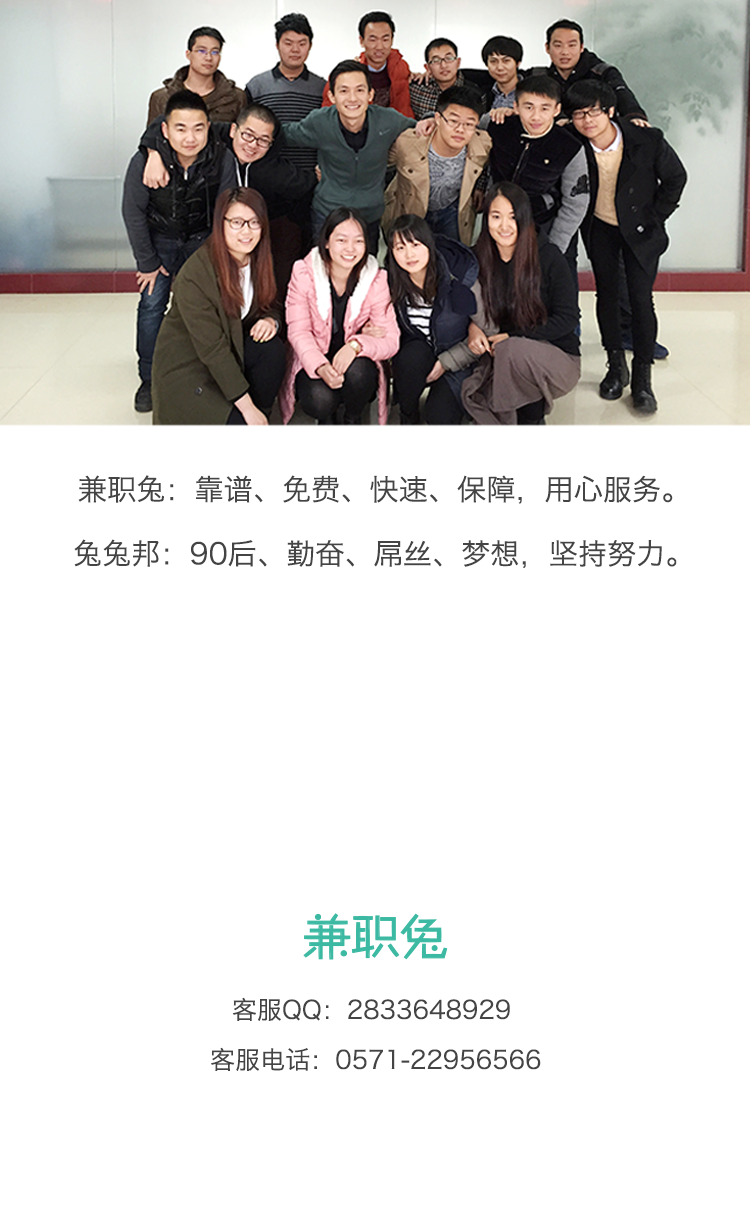 兼职兔：靠谱、免费、快速、保障，用心服务。
兔兔邦：90后、勤奋、屌丝、梦想，坚持努力。
兼职兔
客服QQ：2833648929
客服电话：0571-22956566